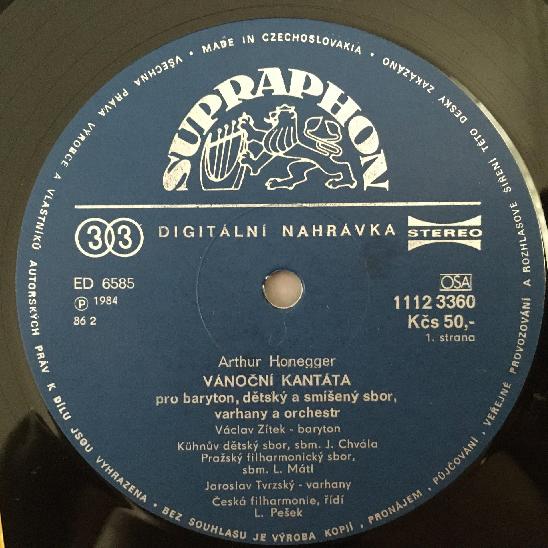 VŠECHNA PRÁVA VÝROBCE A VLASTNÍKŮ AUTORSKÝCH PRÁV K DÍLU JSOU VYHRAZENA • BEZ SOUHLASU JE VÝROBA KOPIÍ, PRONÁJEM, PŮJČOVÁNÍ, VEŘEJNÉ PROVOZOVÁNÍ A ROZHLASOVÉ ŠÍŘENÍ TÉTO DESKY ZAKÁZÁNO
• MADE IN CZECHOSLOVAKIA •
SUPRAPHON
33 DIGITÁLNÍ NAHRÁVKA STEREO
ED 6585 OSA
Ⓟ 1984 1112 3360
86 2 Kčs 50,-
1. strana
Arthur Honegger
VÁNOČNÍ KANTÁTA
pro baryton, dětský a smíšený sbor,
varhany a orchestr
Václav Zítek - baryton
Kühnův dětský sbor, sbm. J. Chvála
Pražský filharmonický sbor,
sbm. L. Mátl
Jaroslav Tvrzský - varhany
Česká filharmonie, řídí
L. Pešek